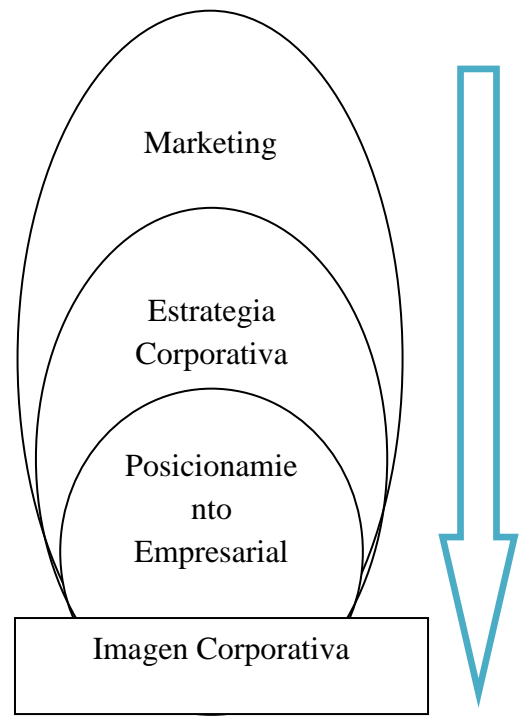 Marketing
Estrategia
Corporativa
Posicionamie
nto
Empresarial
Imagen Corporativa